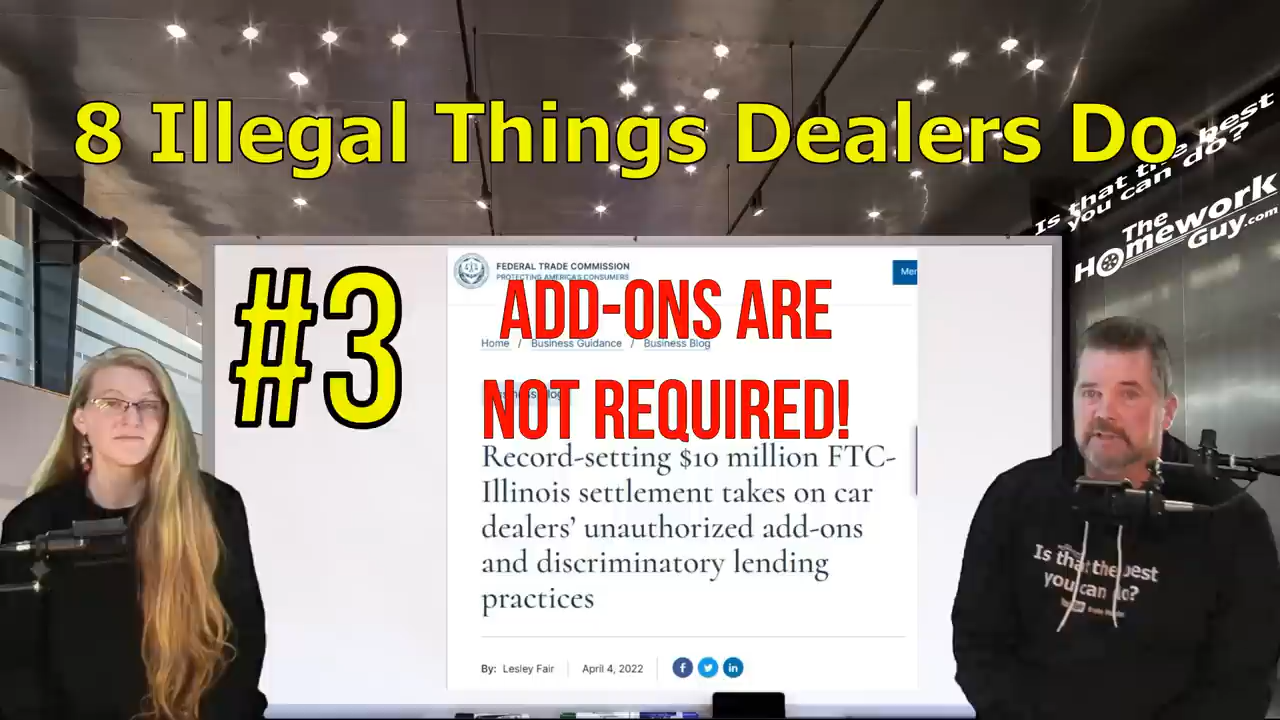 8 Illegal Things Dealers Do
Is that the best
you can do?
The
Homework
Guy.com
#3
FEDERAL TRADE COMMISSION
PROTECTING AMERICA'S CONSUMERS
Mer
ADD-ONS ARE
Home / Business Guidance / Business Blog
NOT REQUIRED!
Record-setting $10 million FTC-
Illinois settlement takes on car
dealers' unauthorized add-ons
and discriminatory lending
practices
By: Lesley Fair April 4, 2022
Is that the best
you can do?